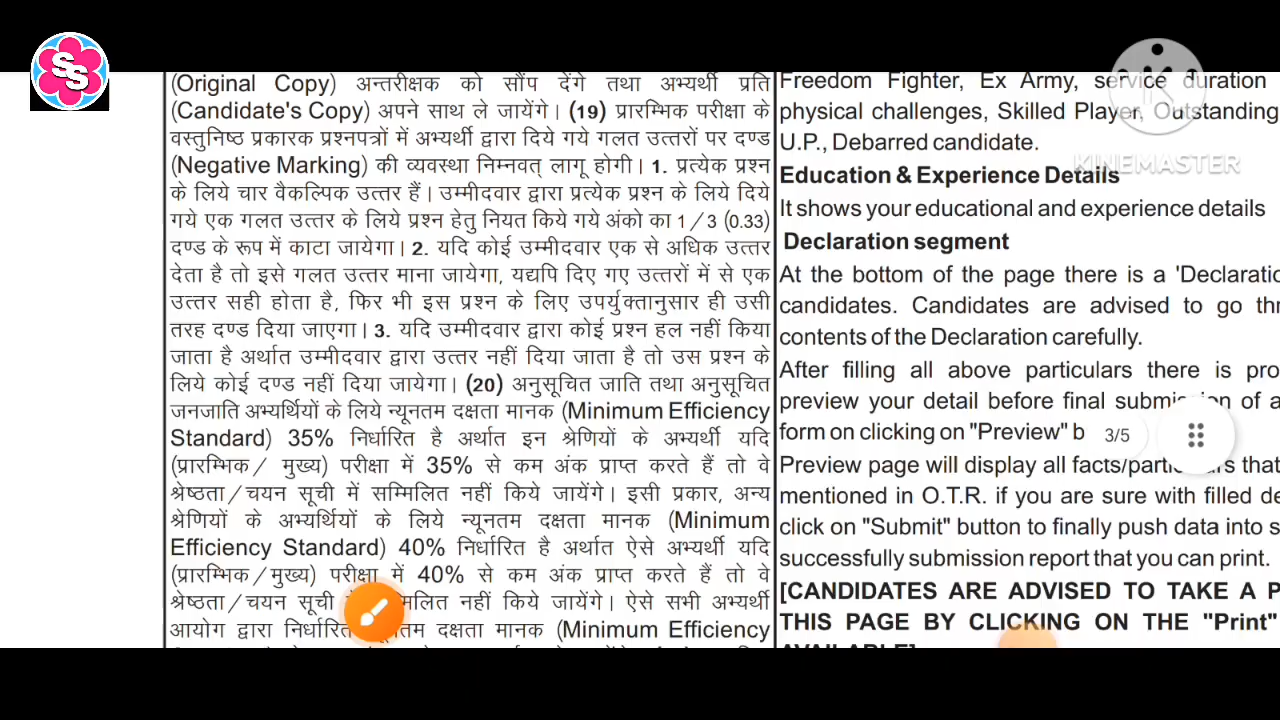 SS
(Original Copy) अन्तरीक्षक को सौंप देंगे तथा अभ्यर्थी प्रति
(Candidate's Copy) अपने साथ ले जायेंगे। (19) प्रारम्भिक परीक्षा के
वस्तुनिष्ठ प्रकारक प्रश्नपत्रों में अभ्यर्थी द्वारा दिये गये गलत उत्तरों पर दण्ड
(Negative Marking) की व्यवस्था निम्नवत् लागू होगी। 1. प्रत्येक प्रश्न
के लिये चार वैकल्पिक उत्तर हैं। उम्मीदवार द्वारा प्रत्येक प्रश्न के लिये दिये
गये एक गलत उत्तर के लिये प्रश्न हेतु नियत किये गये अंको का 1/3 (0.33)
दण्ड के रूप में काटा जायेगा। 2. यदि कोई उम्मीदवार एक से अधिक उत्तर
देता है तो इसे गलत उत्तर माना जायेगा, यद्यपि दिए गए उत्तरों में से एक
उत्तर सही होता है, फिर भी इस प्रश्न के लिए उपर्युक्तानुसार ही उसी
तरह दण्ड दिया जाएगा। 3. यदि उम्मीदवार द्वारा कोई प्रश्न हल नहीं किया
जाता है अर्थात उम्मीदवार द्वारा उत्तर नहीं दिया जाता है तो उस प्रश्न के
लिये कोई दण्ड नहीं दिया जायेगा। (20) अनुसूचित जाति तथा अनुसूचित
जनजाति अभ्यर्थियों के लिये न्यूनतम दक्षता मानक (Minimum Efficiency
Standard) 35% निर्धारित है अर्थात इन श्रेणियों के अभ्यर्थी यदि
(प्रारम्भिक/ मुख्य) परीक्षा में 35% से कम अंक प्राप्त करते हैं तो वे
श्रेष्ठता/चयन सूची में सम्मिलित नहीं किये जायेंगे। इसी प्रकार, अन्य
श्रेणियों के अभ्यर्थियों के लिये न्यूनतम दक्षता मानक (Minimum
Efficiency Standard) 40% निर्धारित है अर्थात ऐसे अभ्यर्थी यदि
(प्रारम्भिक/मुख्य) परीक्षा में 40% से कम अंक प्राप्त करते हैं तो वे
श्रेष्ठता/चयन सूची मलित नहीं किये जायेंगे। ऐसे सभी अभ्यर्थी
आयोग द्वारा निर्धारित तम दक्षता मानक (Minimum Efficiency
Freedom Fighter, Ex Army, service duration
physical challenges, Skilled Player, Outstanding
U.P., Debarred candidate.
KINEMASTER
Education & Experience Details
It shows your educational and experience details
Declaration segment
At the bottom of the page there is a 'Declaratio
candidates. Candidates are advised to go thr
contents of the Declaration carefully.
After filling all above particulars there is pro
preview your detail before final submission of a
form on clicking on "Preview" b
3/5
Preview page will display all facts/particulars that
mentioned in O.T.R. if you are sure with filled de
click on "Submit" button to finally push data into s
successfully submission report that you can print.
[CANDIDATES ARE ADVISED TO TAKE A P
THIS PAGE BY CLICKING ON THE "Print"
AVAILABLE]